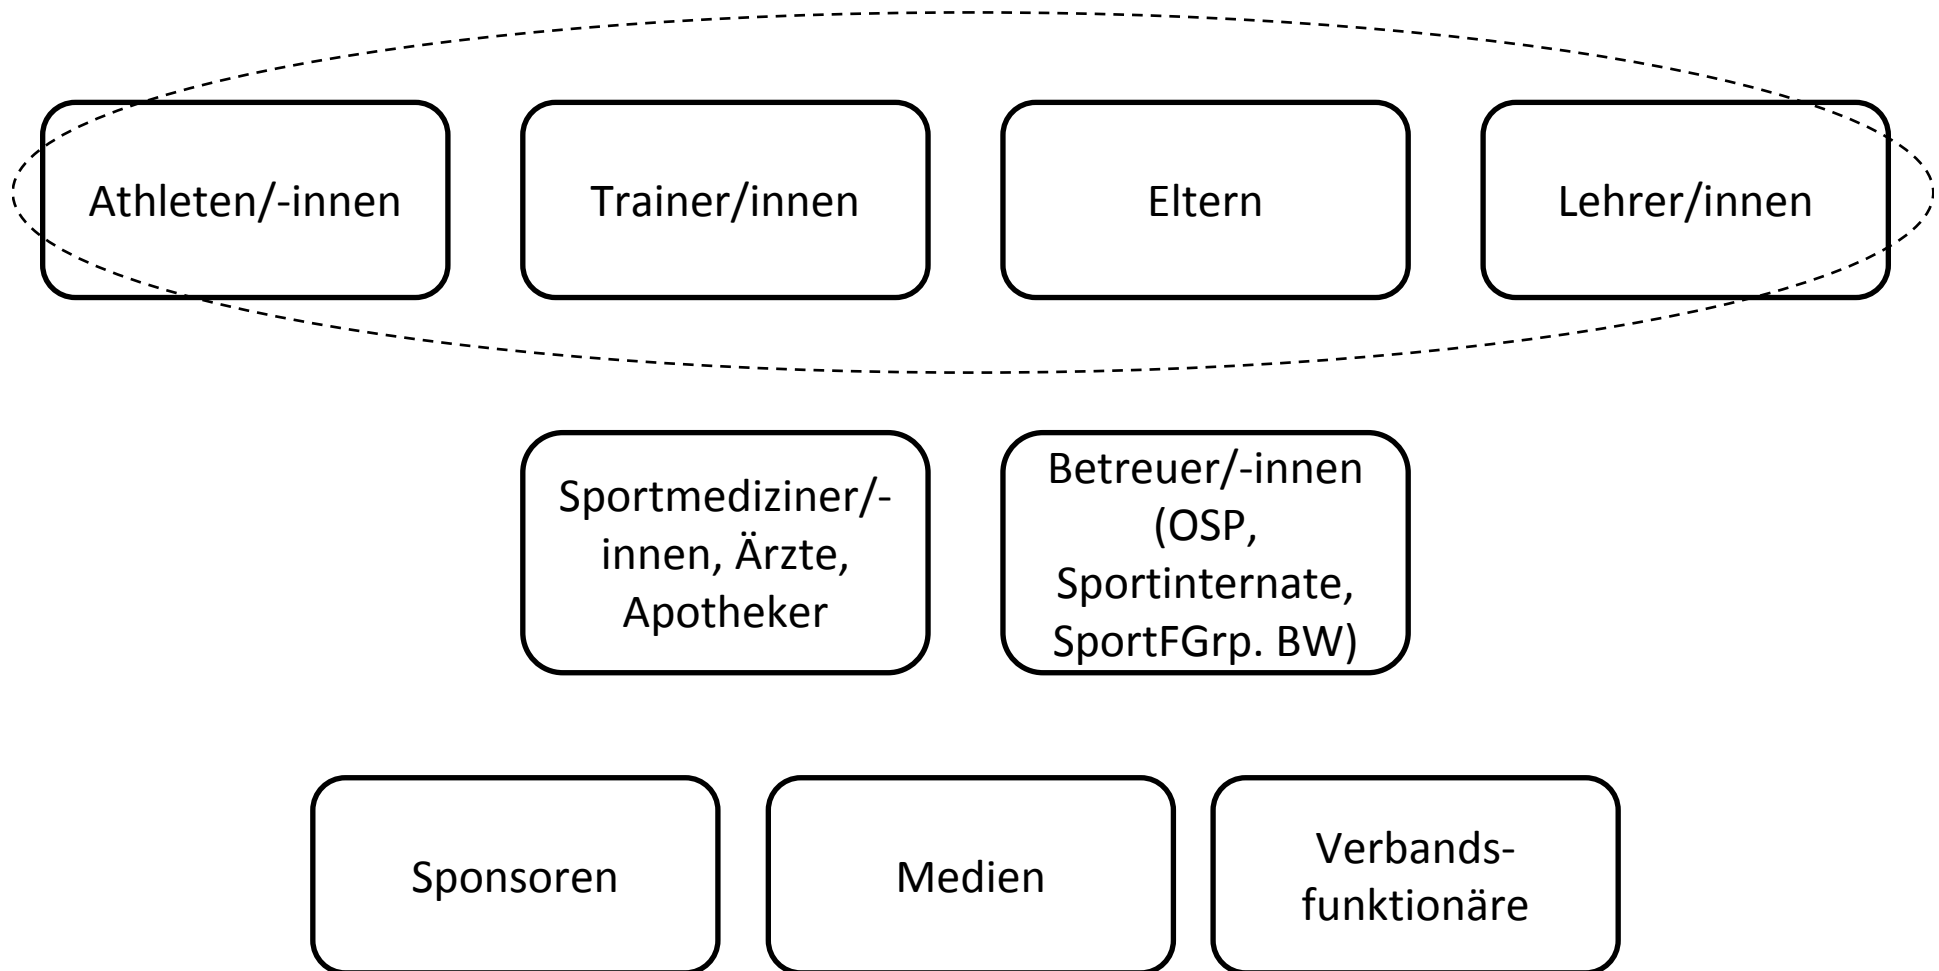 Athleten/-innen
Trainer/innen
Eltern
Lehrer/innen
Sportmediziner/-
innen, Ärzte,
Apotheker
Betreuer/-innen
(OSP,
Sportinternate,
SportFGrp. BW)
Sponsoren
Medien
Verbands-
funktionäre